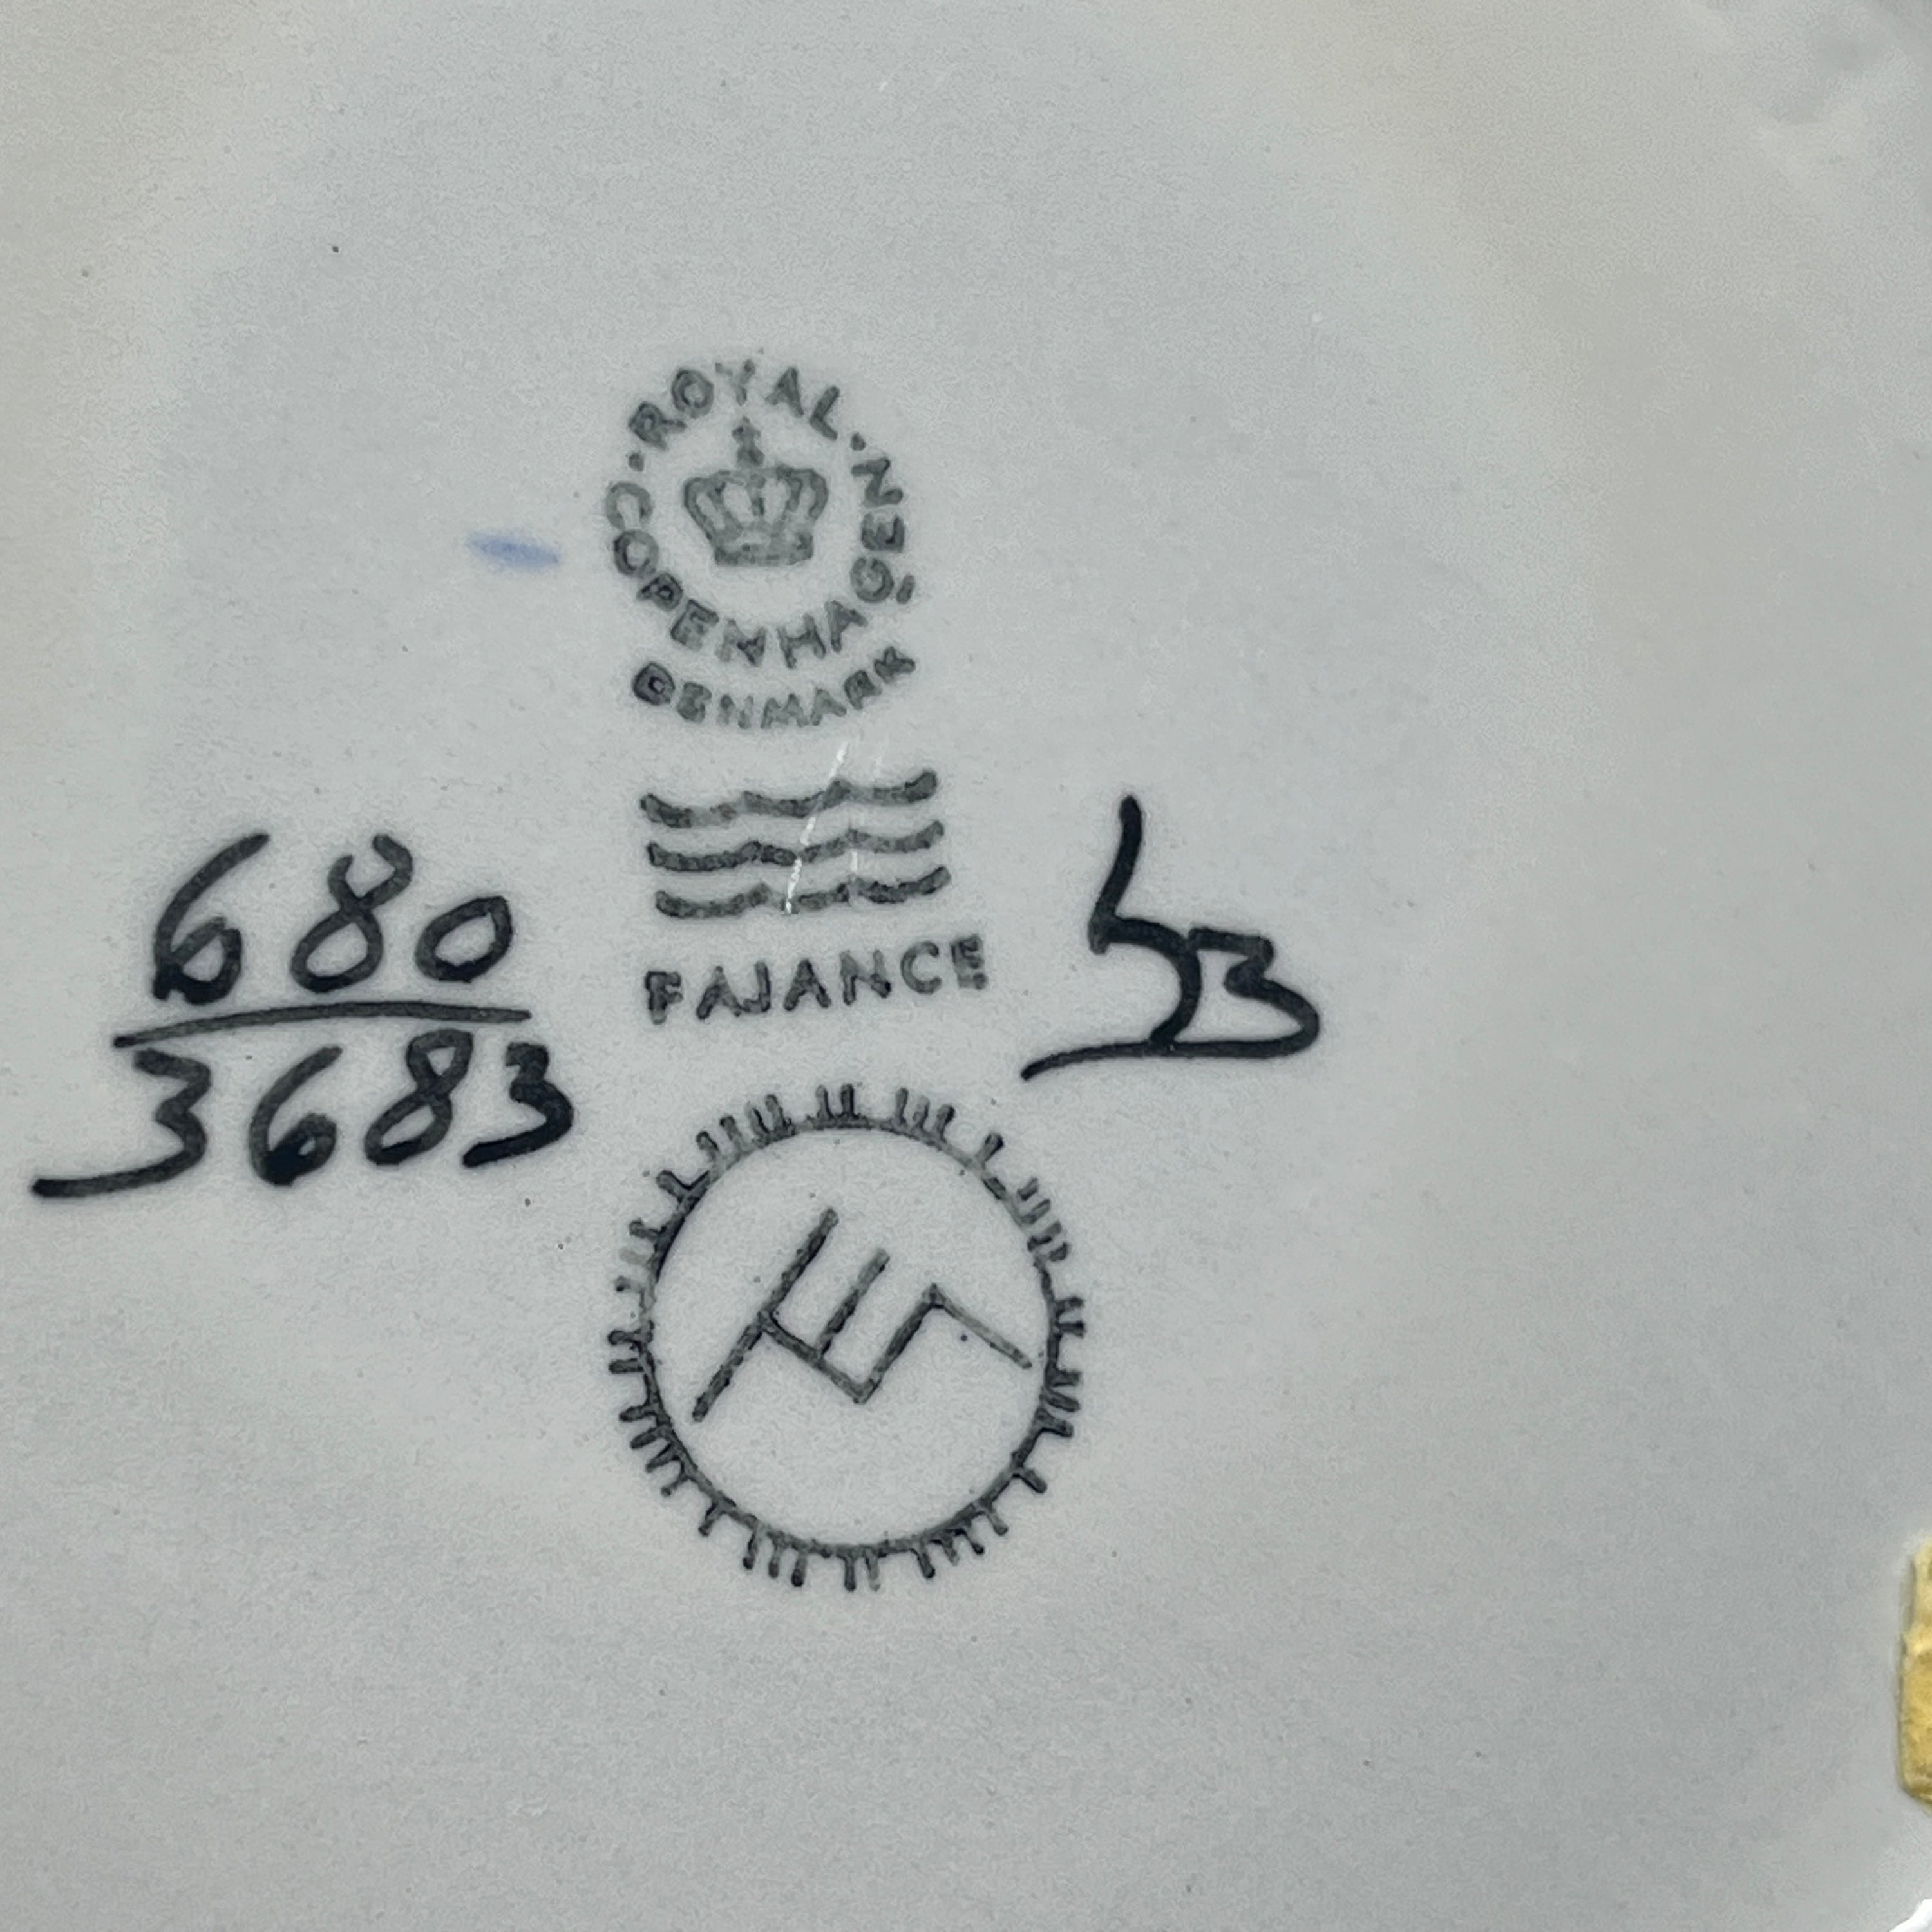 ROYAL
COPENHAGEN
DENMARK
FAJANCE
680
3683